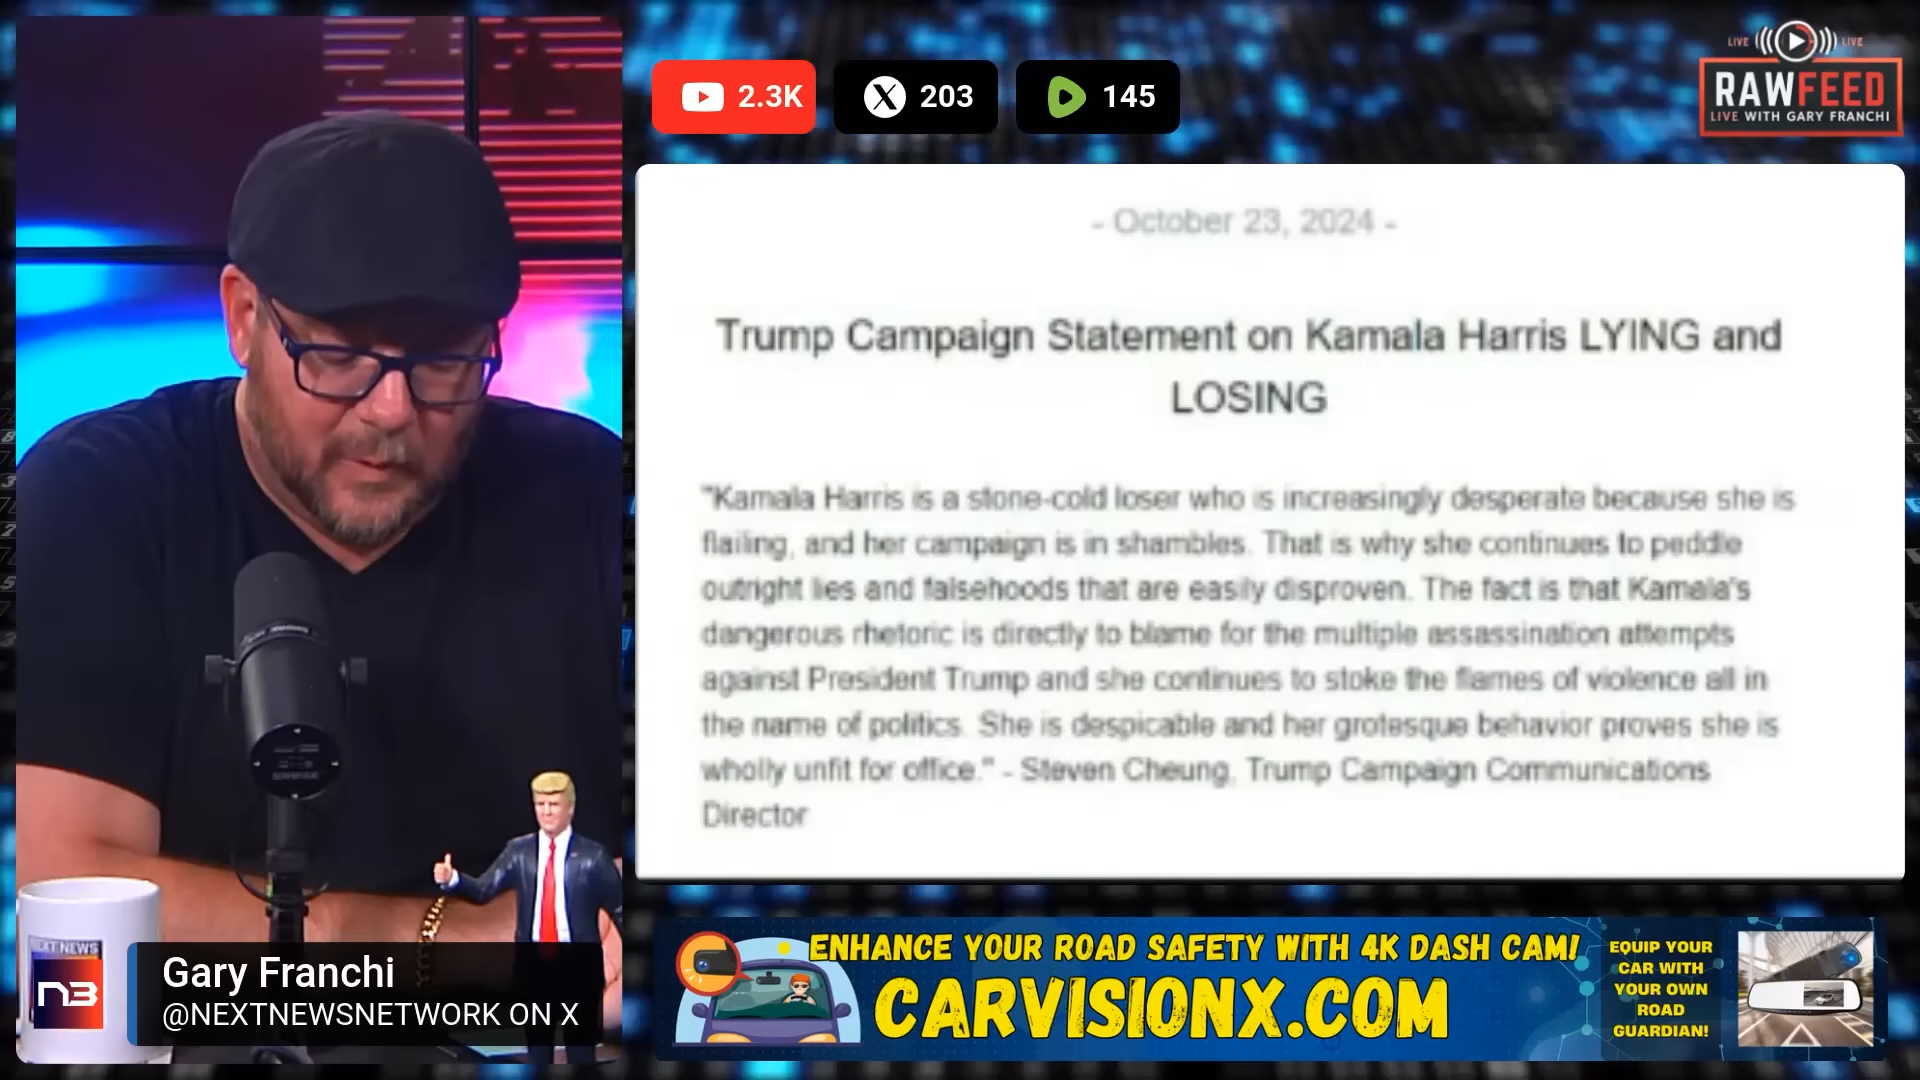 2.3K
203
145
LIVE
LIVE
RAWFEED
LIVE WITH GARY FRANCHI
- October 23, 2024 -
Trump Campaign Statement on Kamala Harris LYING and
LOSING
"Kamala Harris is a stone-cold loser who is increasingly desperate because she is
flailing, and her campaign is in shambles. That is why she continues to peddle
outright lies and falsehoods that are easily disproven. The fact is that Kamala's
dangerous rhetoric is directly to blame for the multiple assassination attempts
against President Trump and she continues to stoke the flames of violence all in
the name of politics. She is despicable and her grotesque behavior proves she is
wholly unfit for office." - Steven Cheung, Trump Campaign Communications
Director
NEXT NEWS
n3
Gary Franchi
@NEXTNEWSNETWORK ON X
ENHANCE YOUR ROAD SAFETY WITH 4K DASH CAM!
CARVISIONX.COM
EQUIP YOUR
CAR WITH
YOUR OWN
ROAD
GUARDIAN!